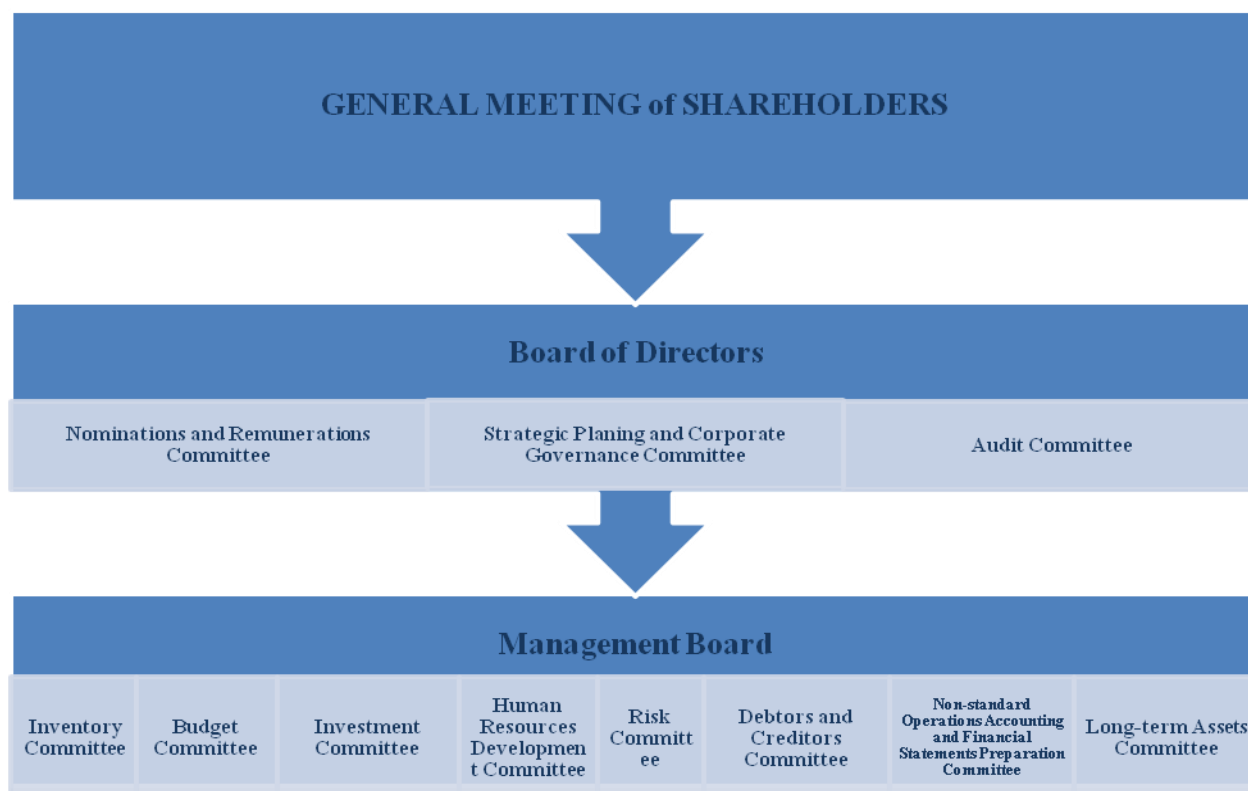 GENERAL MEETING of SHAREHOLDERS
Board of Directors
Nominations and Remunerations
Committee
Strategic Planing and Corporate
Governance Committee
Audit Committee
Management Board
Inventory
Committee
Budget
Committee
Investment
Committee
Human
Resources
Developmen
t Committee
Risk
Committ
ee
Debtors and
Creditors
Committee
Non-standard
Operations Accounting
and Financial
Statements Preparation
Committee
Long-term Assets
Committee